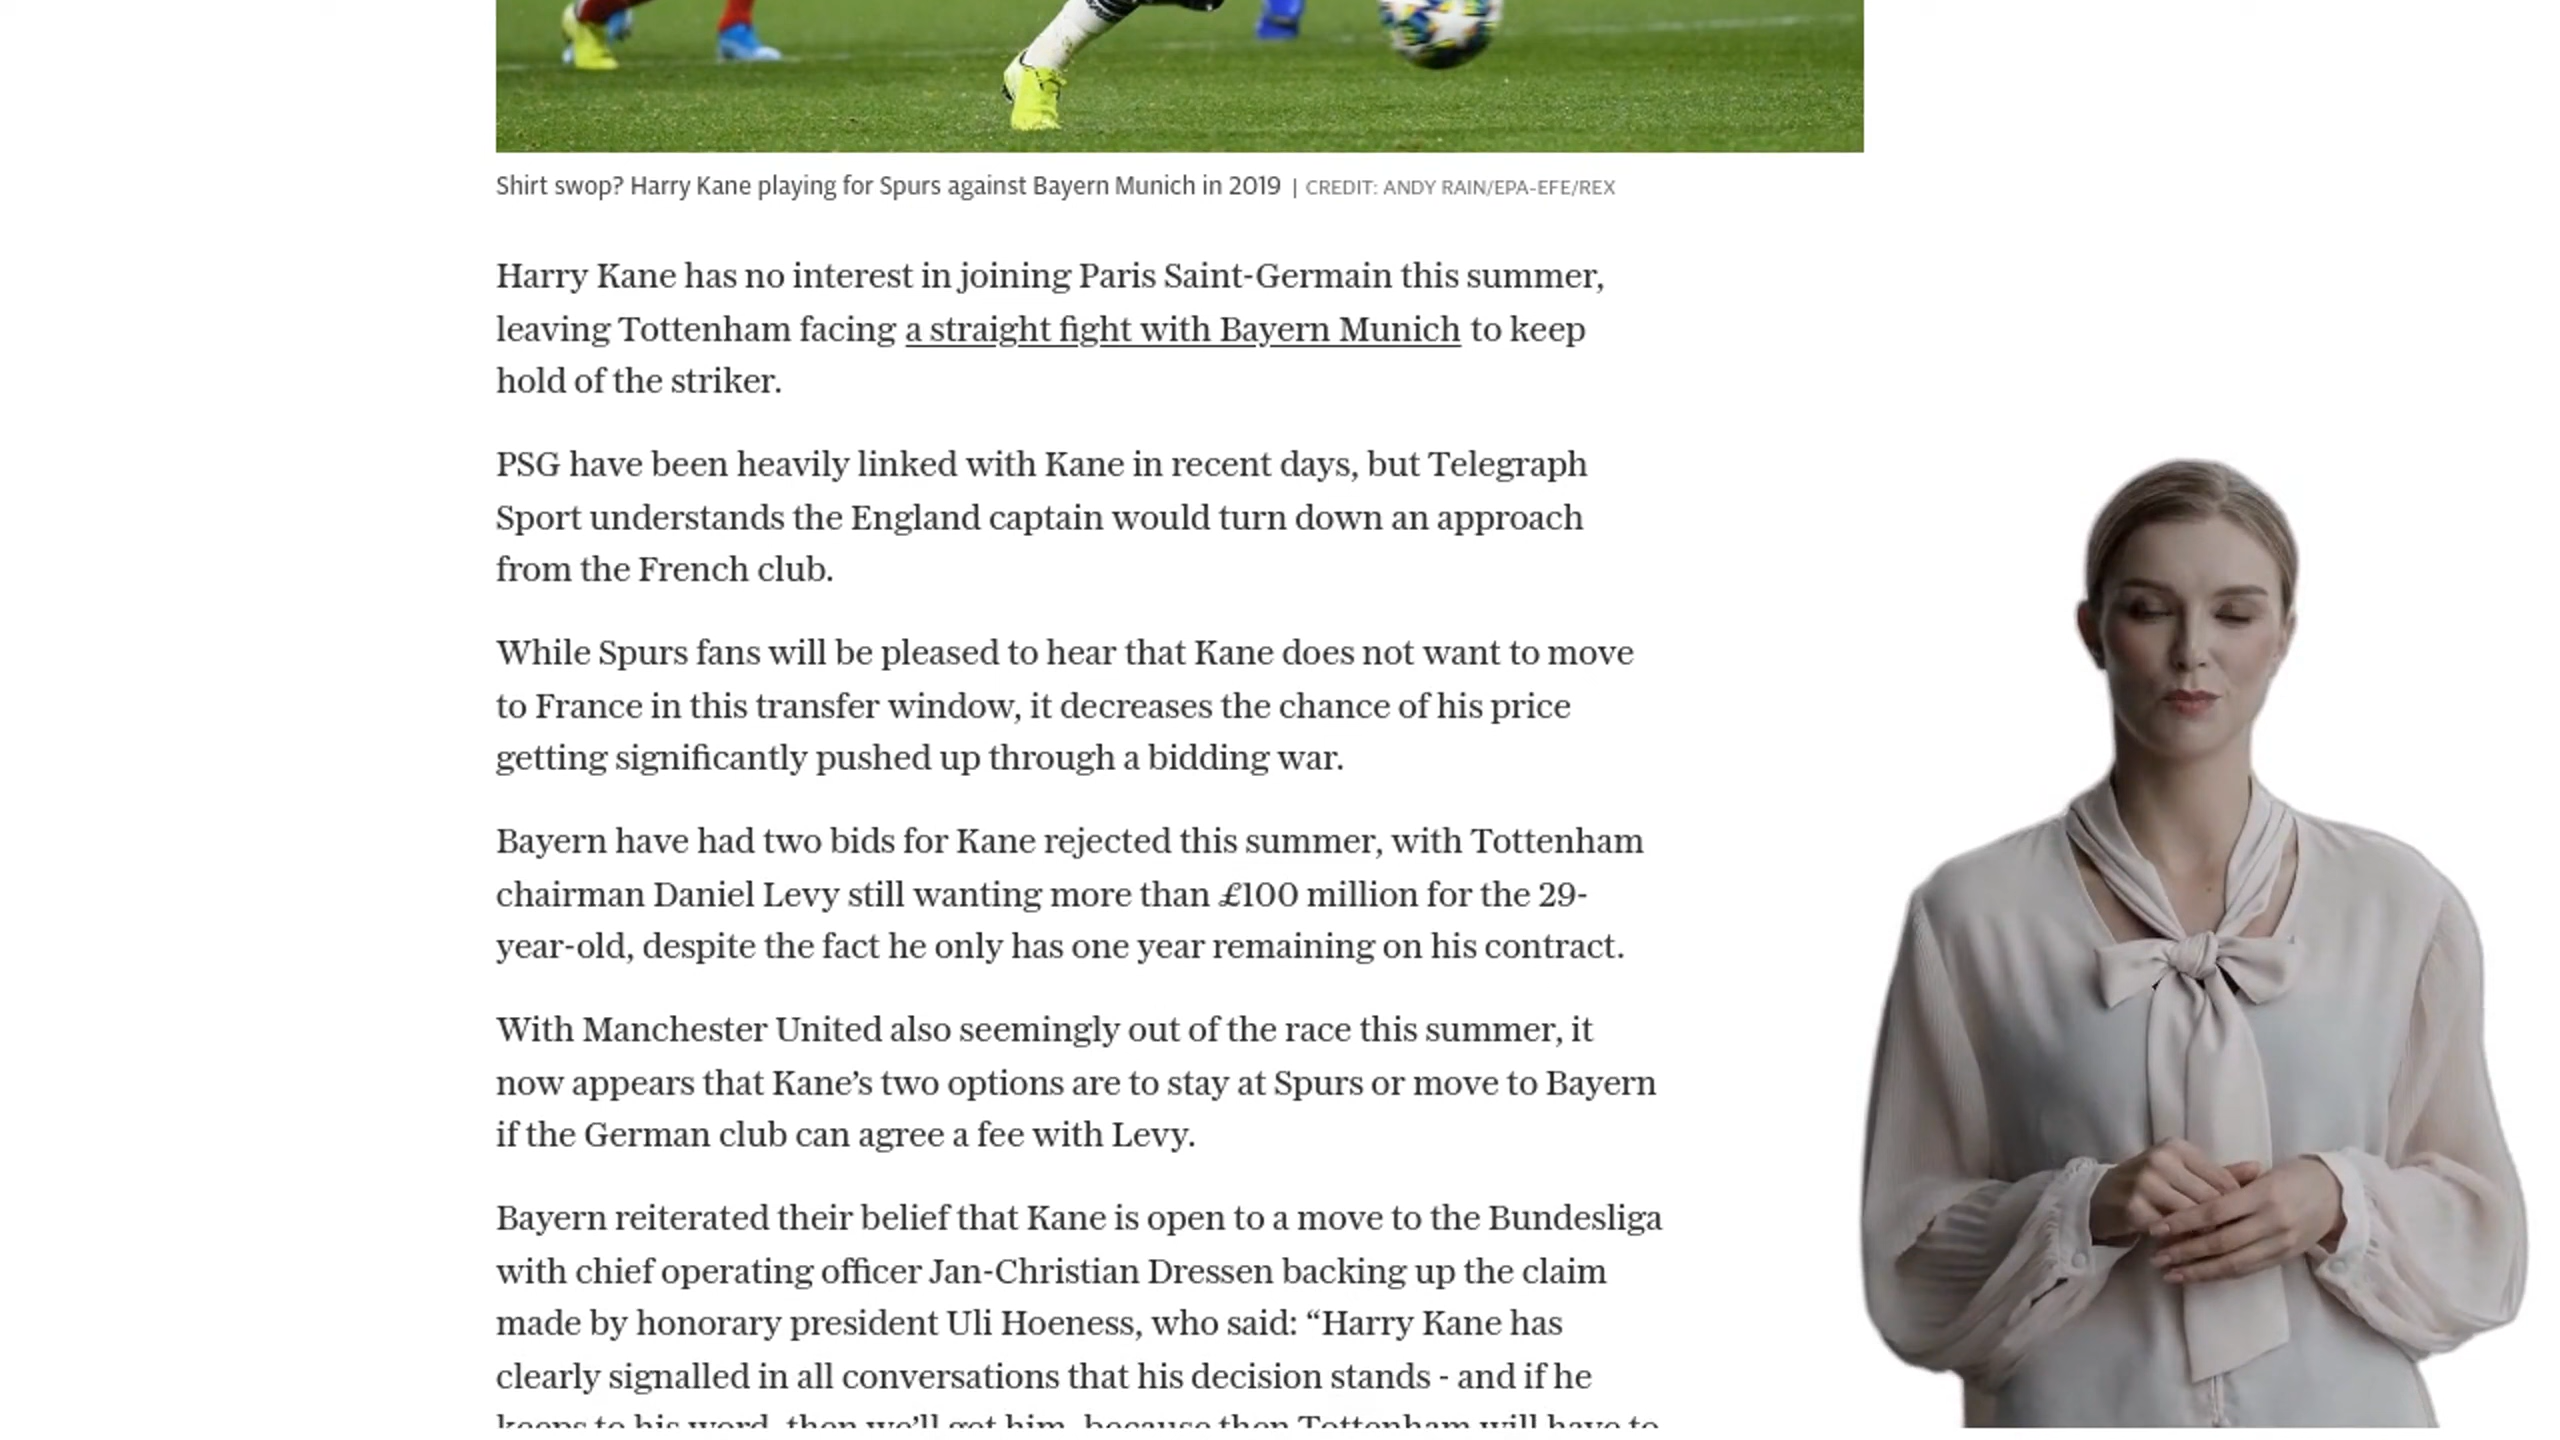 Shirt swop? Harry Kane playing for Spurs against Bayern Munich in 2019 | CREDIT: ANDY RAIN/EPA-EFE/REX
Harry Kane has no interest in joining Paris Saint-Germain this summer,
leaving Tottenham facing a straight fight with Bayern Munich to keep
hold of the striker.
PSG have been heavily linked with Kane in recent days, but Telegraph
Sport understands the England captain would turn down an approach
from the French club.
While Spurs fans will be pleased to hear that Kane does not want to move
to France in this transfer window, it decreases the chance of his price
getting significantly pushed up through a bidding war.
Bayern have had two bids for Kane rejected this summer, with Tottenham
chairman Daniel Levy still wanting more than £100 million for the 29-
year-old, despite the fact he only has one year remaining on his contract.
With Manchester United also seemingly out of the race this summer, it
now appears that Kane’s two options are to stay at Spurs or move to Bayern
if the German club can agree a fee with Levy.
Bayern reiterated their belief that Kane is open to a move to the Bundesliga
with chief operating officer Jan-Christian Dressen backing up the claim
made by honorary president Uli Hoeness, who said: “Harry Kane has
clearly signalled in all conversations that his decision stands - and if he
keeps to his word, then we’ll get him, because then Tottenham will have to